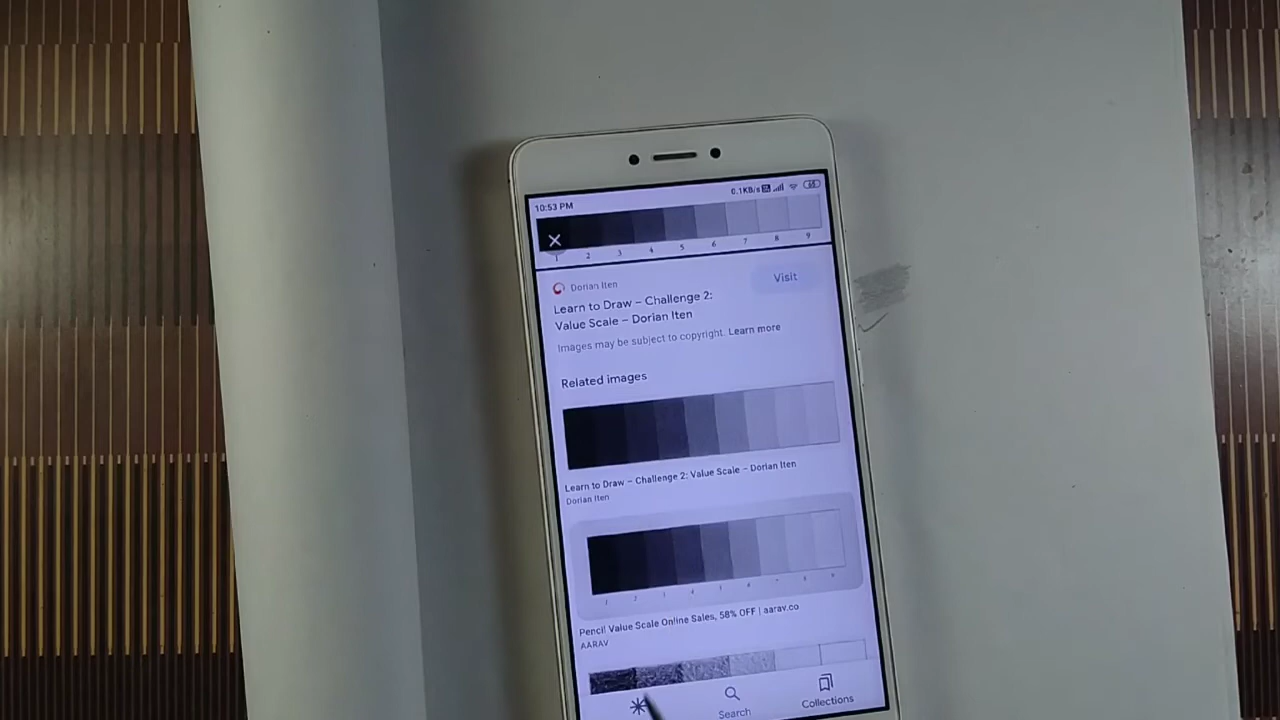 10:53 PM
0.1KB/s
1 2 3 4 5 6 7 8 9
Dorian Iten
Visit
Learn to Draw – Challenge 2:
Value Scale – Dorian Iten
Images may be subject to copyright. Learn more
Related images
Learn to Draw – Challenge 2: Value Scale – Dorian Iten
Dorian Iten
Pencil Value Scale Online Sales, 58% OFF | aarav.co
AARAV
Search
Collections